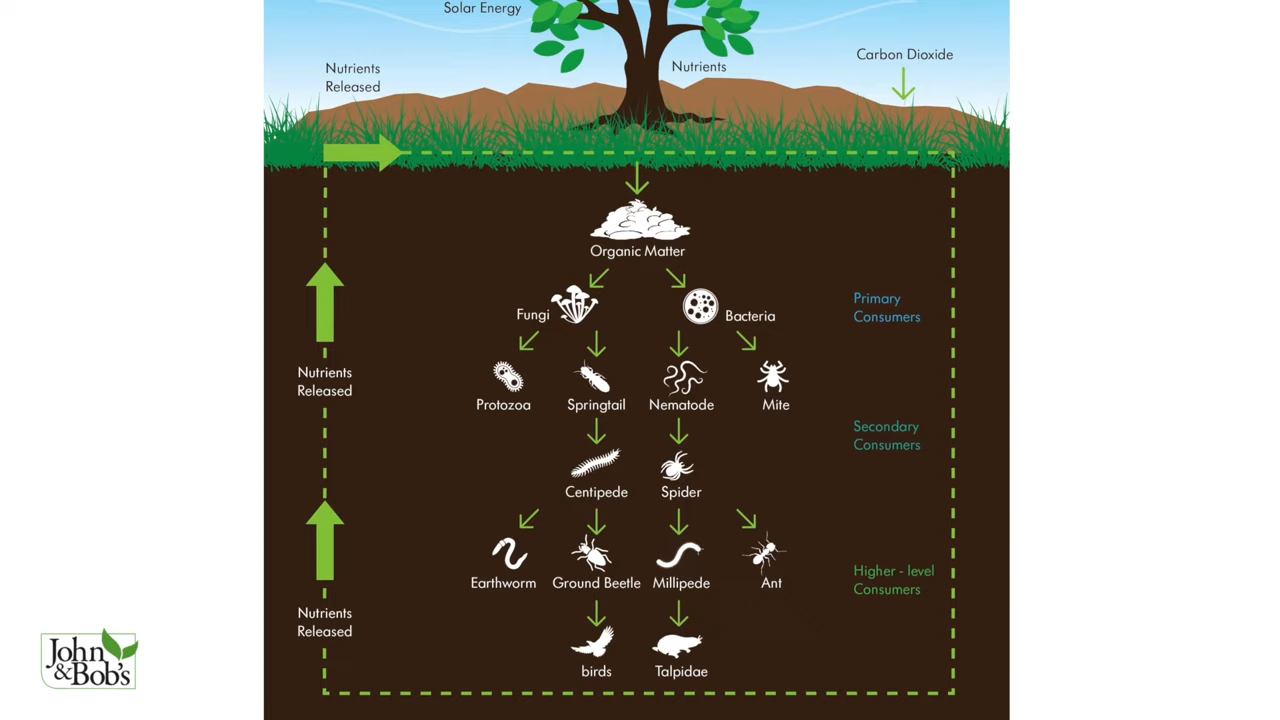 Solar Energy
Nutrients
Released
Nutrients
Carbon Dioxide
Organic Matter
Fungi
Bacteria
Primary
Consumers
Nutrients
Released
Protozoa
Springtail
Nematode
Mite
Secondary
Consumers
Centipede
Spider
Earthworm
Ground Beetle
Millipede
Ant
Higher - level
Consumers
Nutrients
Released
birds
Talpidae
John
&Bob's